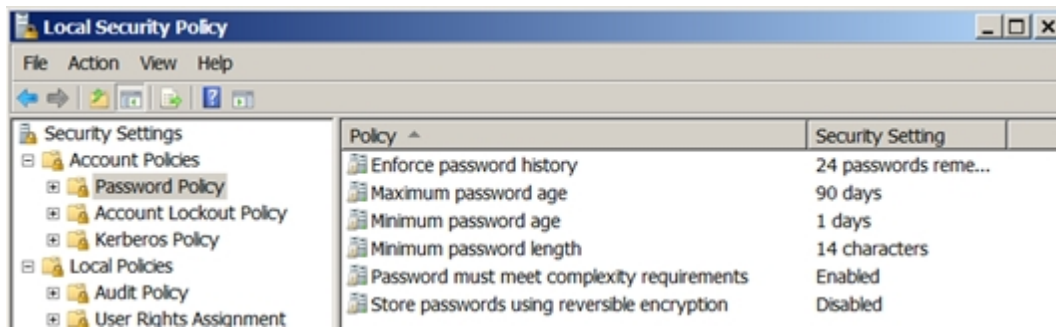 Local Security Policy
File Action View Help
Security Settings
Account Policies
Password Policy
Account Lockout Policy
Kerberos Policy
Local Policies
Audit Policy
User Rights Assignment
Policy Security Setting
Enforce password history 24 passwords reme...
Maximum password age 90 days
Minimum password age 1 days
Minimum password length 14 characters
Password must meet complexity requirements Enabled
Store passwords using reversible encryption Disabled